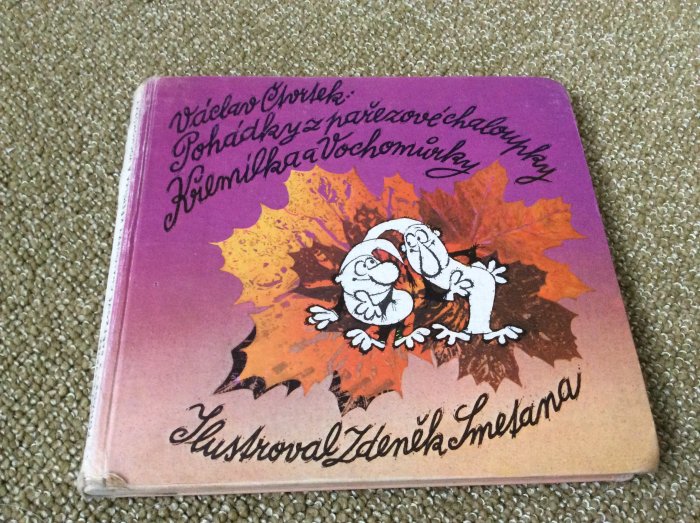 Václav Čtvrtek:
Pohádky z pařezové chaloupky
Křemílka a Vochomůrky
Ilustroval Zdeněk Smetana